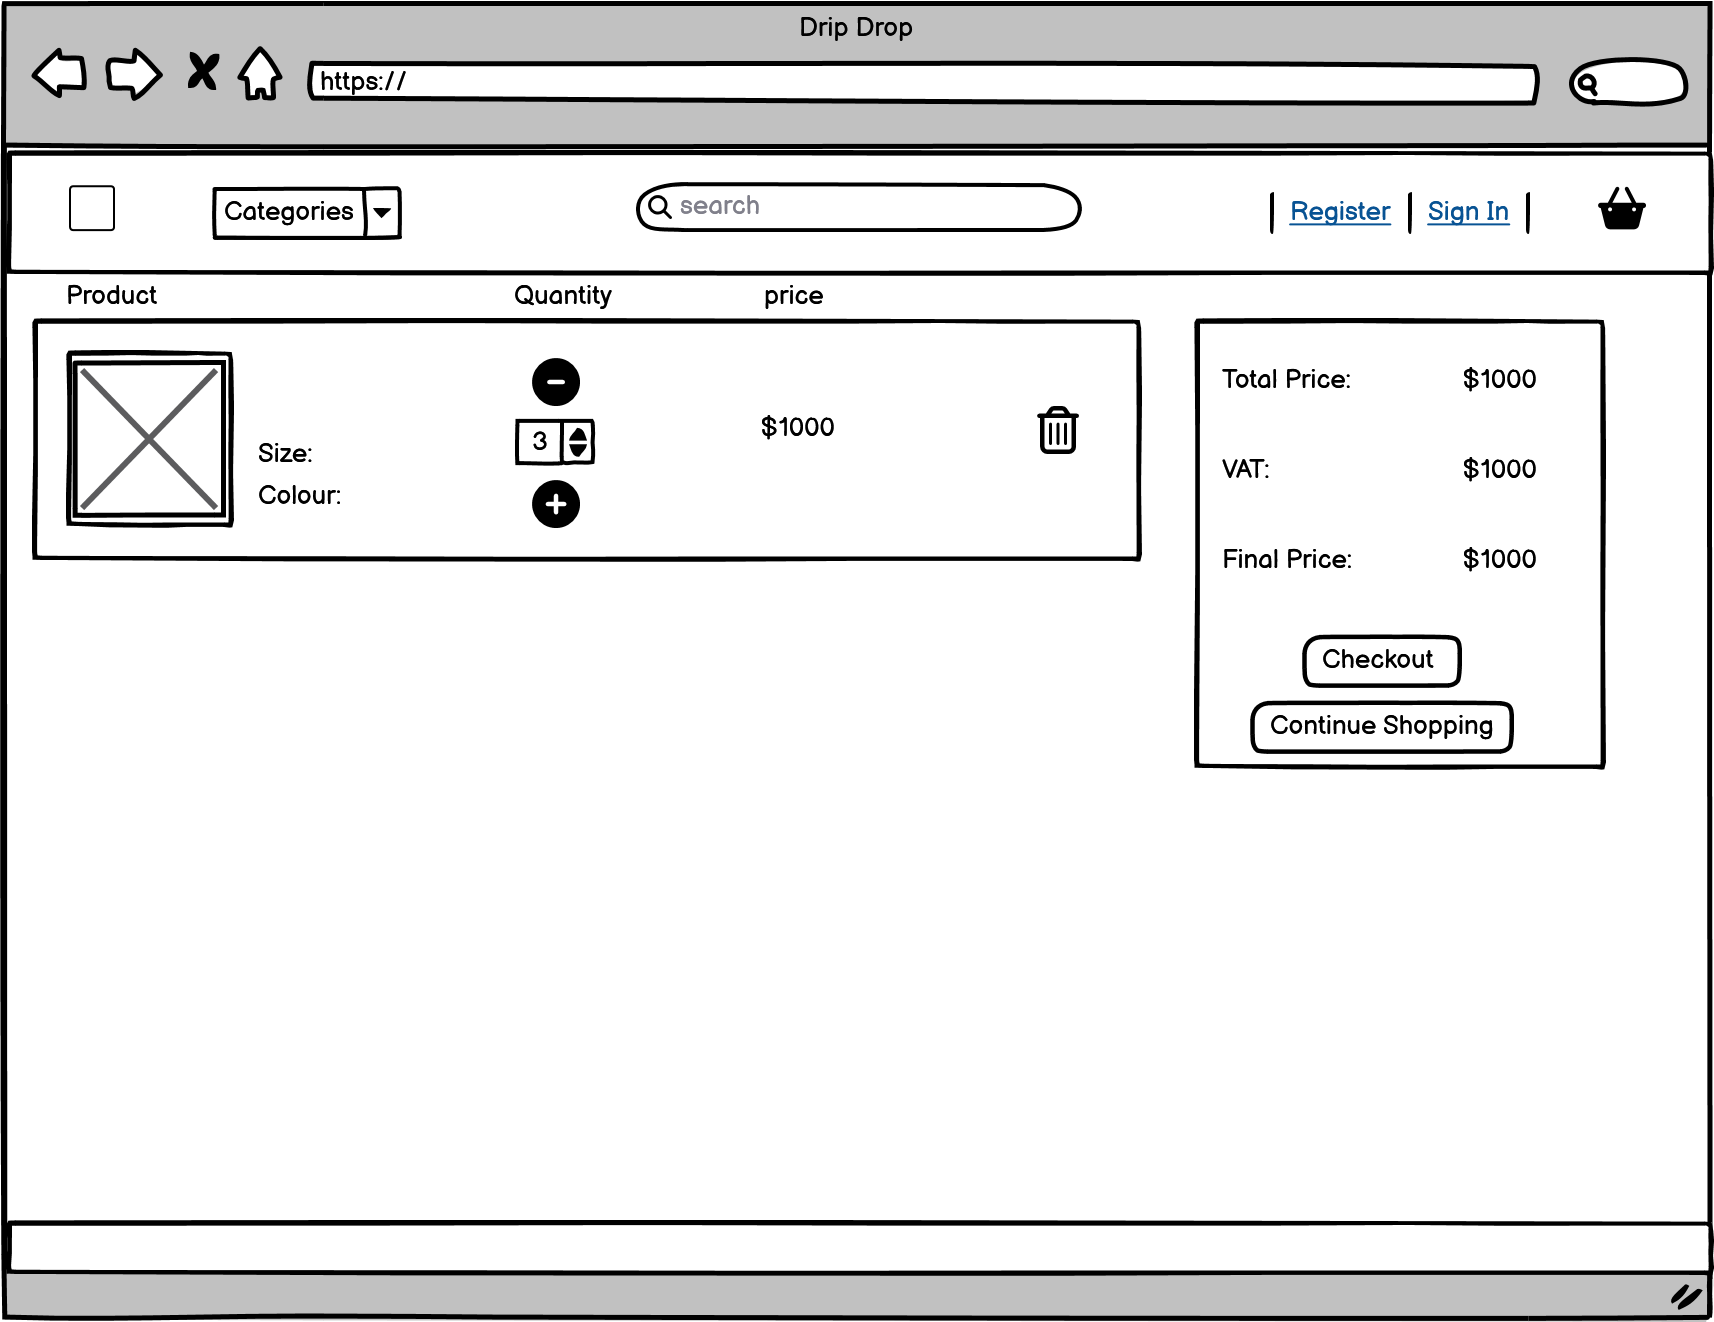 Drip Drop
https://
Categories
search
Register
Sign In
Product
Quantity
price
Size:
Colour:
3
$1000
Total Price:
$1000
VAT:
$1000
Final Price:
$1000
Checkout
Continue Shopping